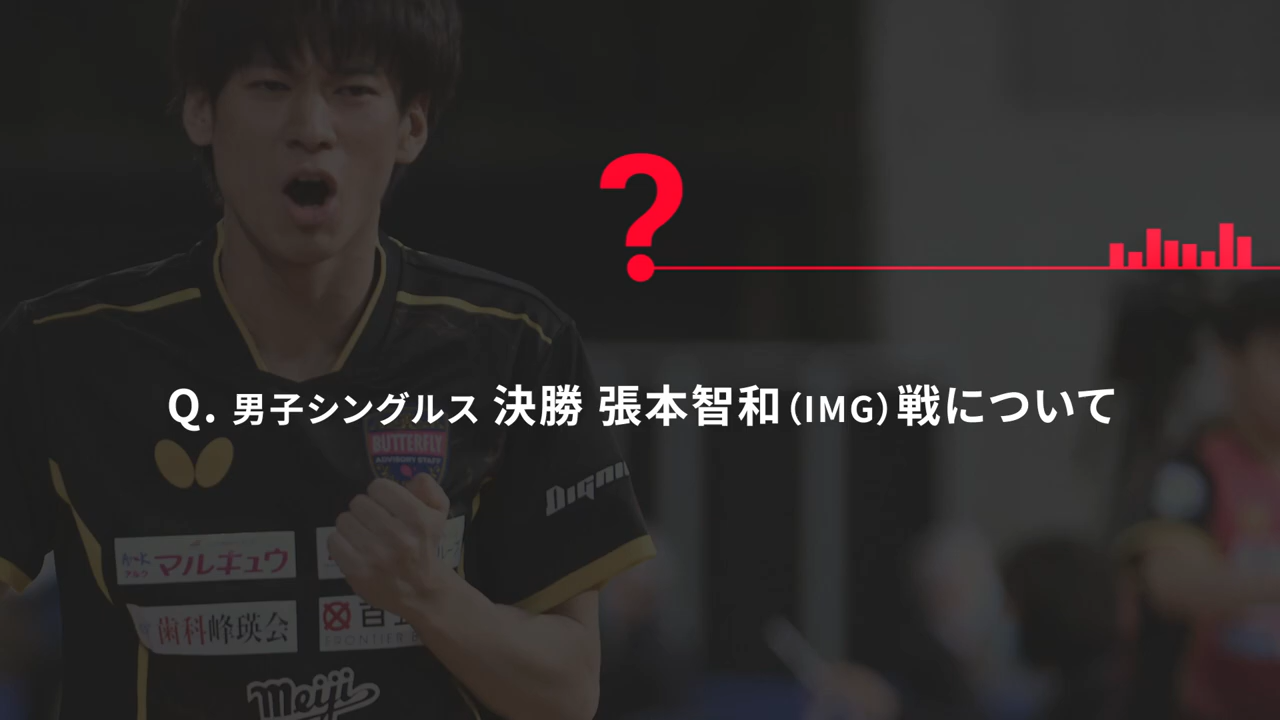 ?
Q. 男子シングルス 決勝 張本智和(IMG)戦について
BUTTERFLY
ADVISORY STAFF
マルキュウ
歯科峰瑛会
Meiji